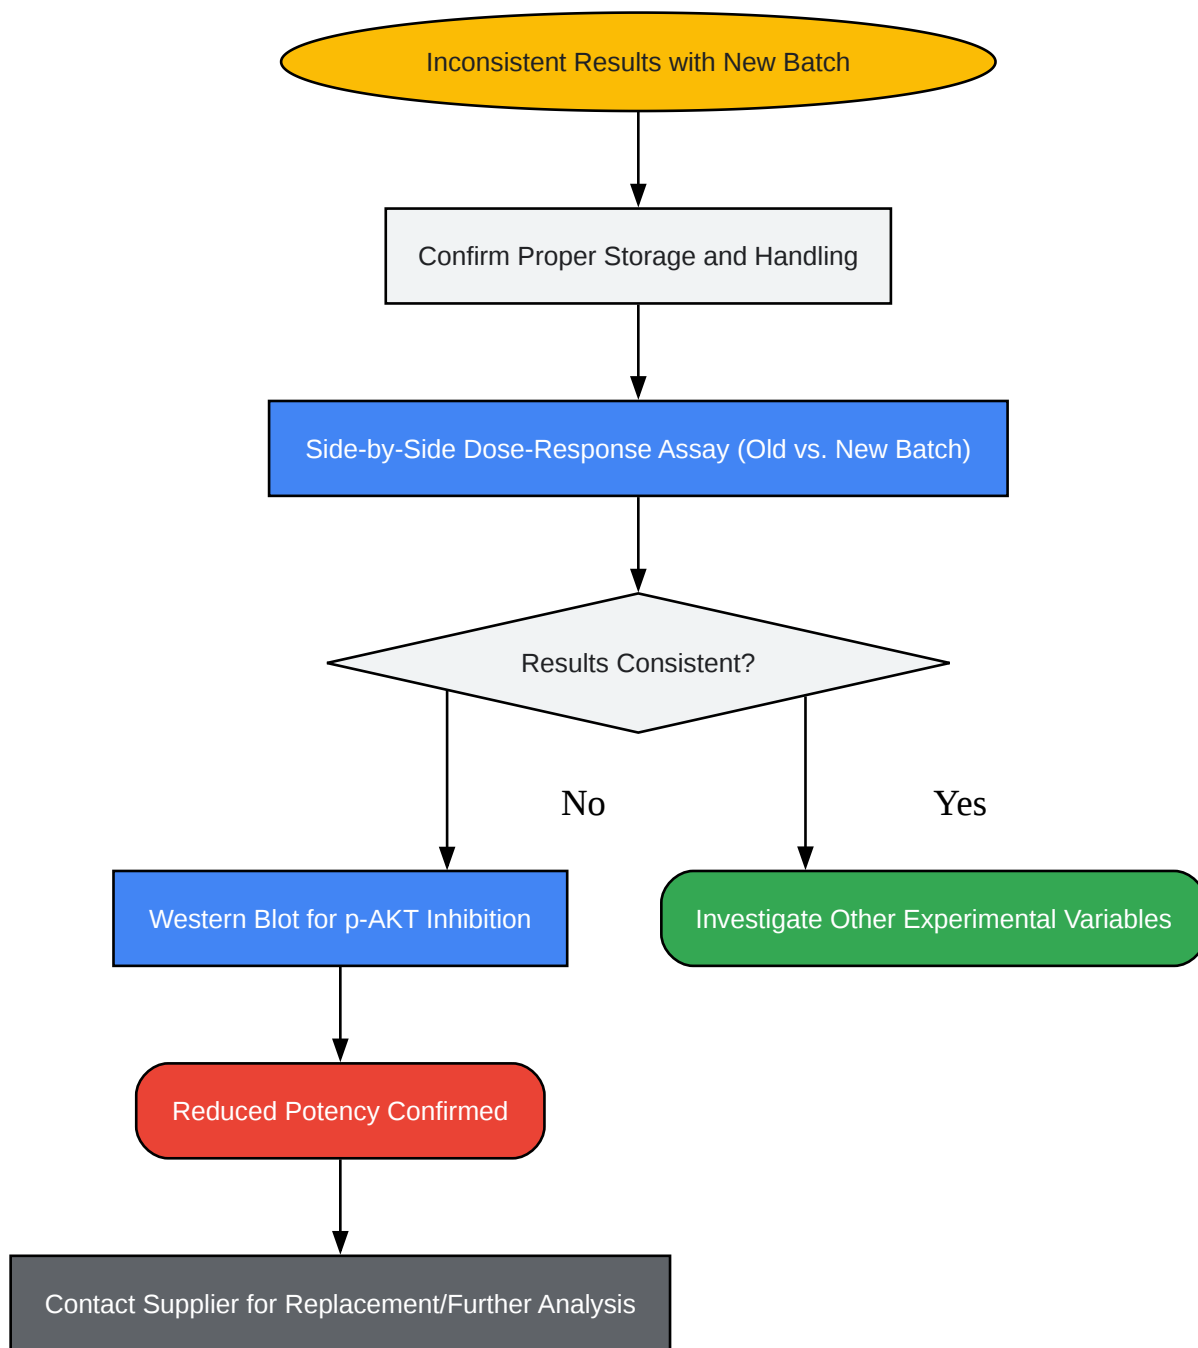 Inconsistent Results with New Batch
Confirm Proper Storage and Handling
Side-by-Side Dose-Response Assay (Old vs. New Batch)
Results Consistent?
No
Yes
Western Blot for p-AKT Inhibition
Investigate Other Experimental Variables
Reduced Potency Confirmed
Contact Supplier for Replacement/Further Analysis